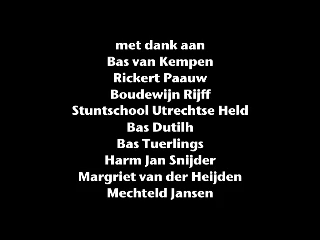 met dank aan
Bas van Kempen
Rickert Paauw
Boudewijn Rijff
Stuntschool Utrechtse Held
Bas Dutilh
Bas Tuerlings
Harm Jan Snijder
Margriet van der Heijden
Mechteld Jansen